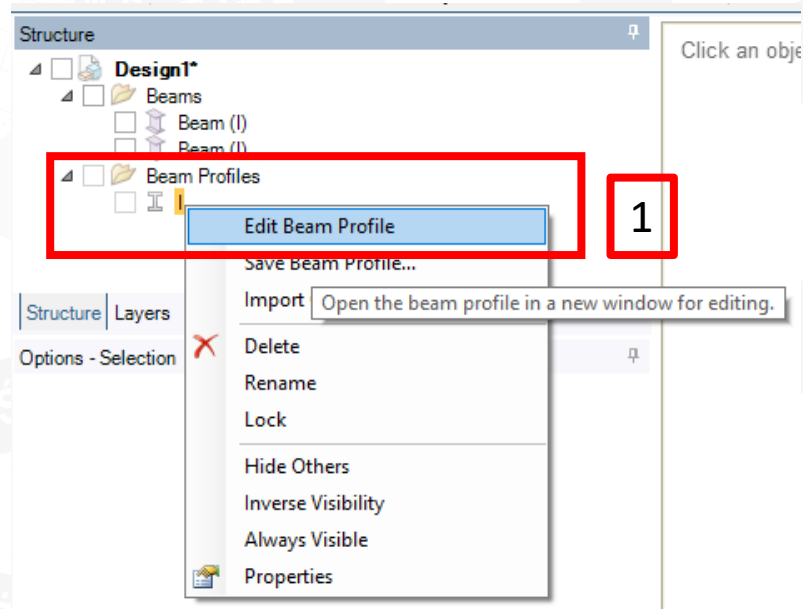 Structure
Click an obje
Design1*
Beams
Beam (I)
Beam (I)
Beam Profiles
I
1
Edit Beam Profile
Save Beam Profile...
Import
Open the beam profile in a new window for editing.
Structure Layers
Options - Selection
Delete
Rename
Lock
Hide Others
Inverse Visibility
Always Visible
Properties